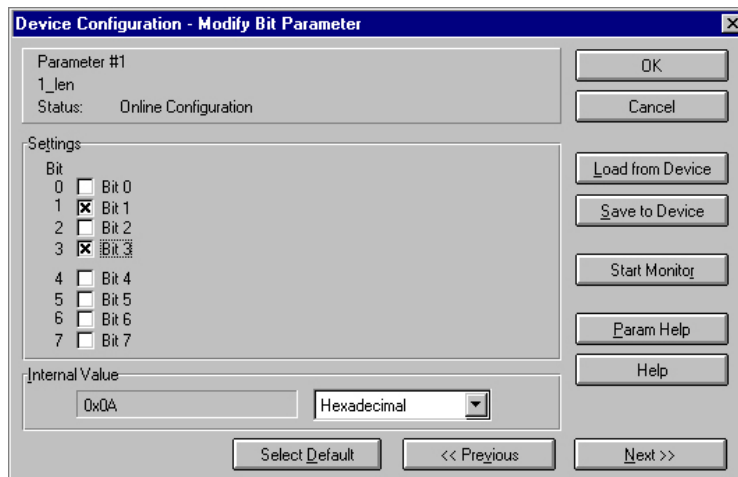 Device Configuration - Modify Bit Parameter
Parameter #1
1_len
Status: Online Configuration
OK
Cancel
Settings
Bit
0 Bit 0
1 Bit 1
2 Bit 2
3 Bit 3
4 Bit 4
5 Bit 5
6 Bit 6
7 Bit 7
Load from Device
Save to Device
Start Monitor
Param Help
Help
Internal Value
0x0A
Hexadecimal
Select Default
<< Previous
Next >>